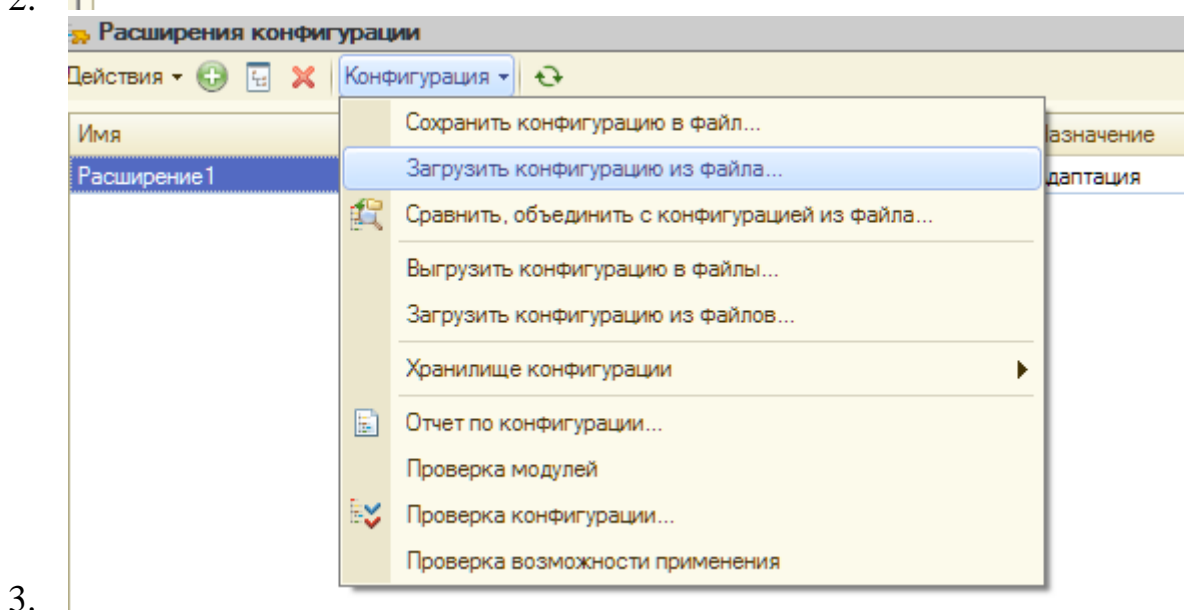 2.
Расширения конфигурации
Действия Конфигурация
Имя
Назначение
Расширение1
Адаптация
Сохранить конфигурацию в файл...
Загрузить конфигурацию из файла...
Сравнить, объединить с конфигурацией из файла...
Выгрузить конфигурацию в файлы...
Загрузить конфигурацию из файлов...
Хранилище конфигурации
Отчет по конфигурации...
Проверка модулей
Проверка конфигурации...
Проверка возможности применения
3.